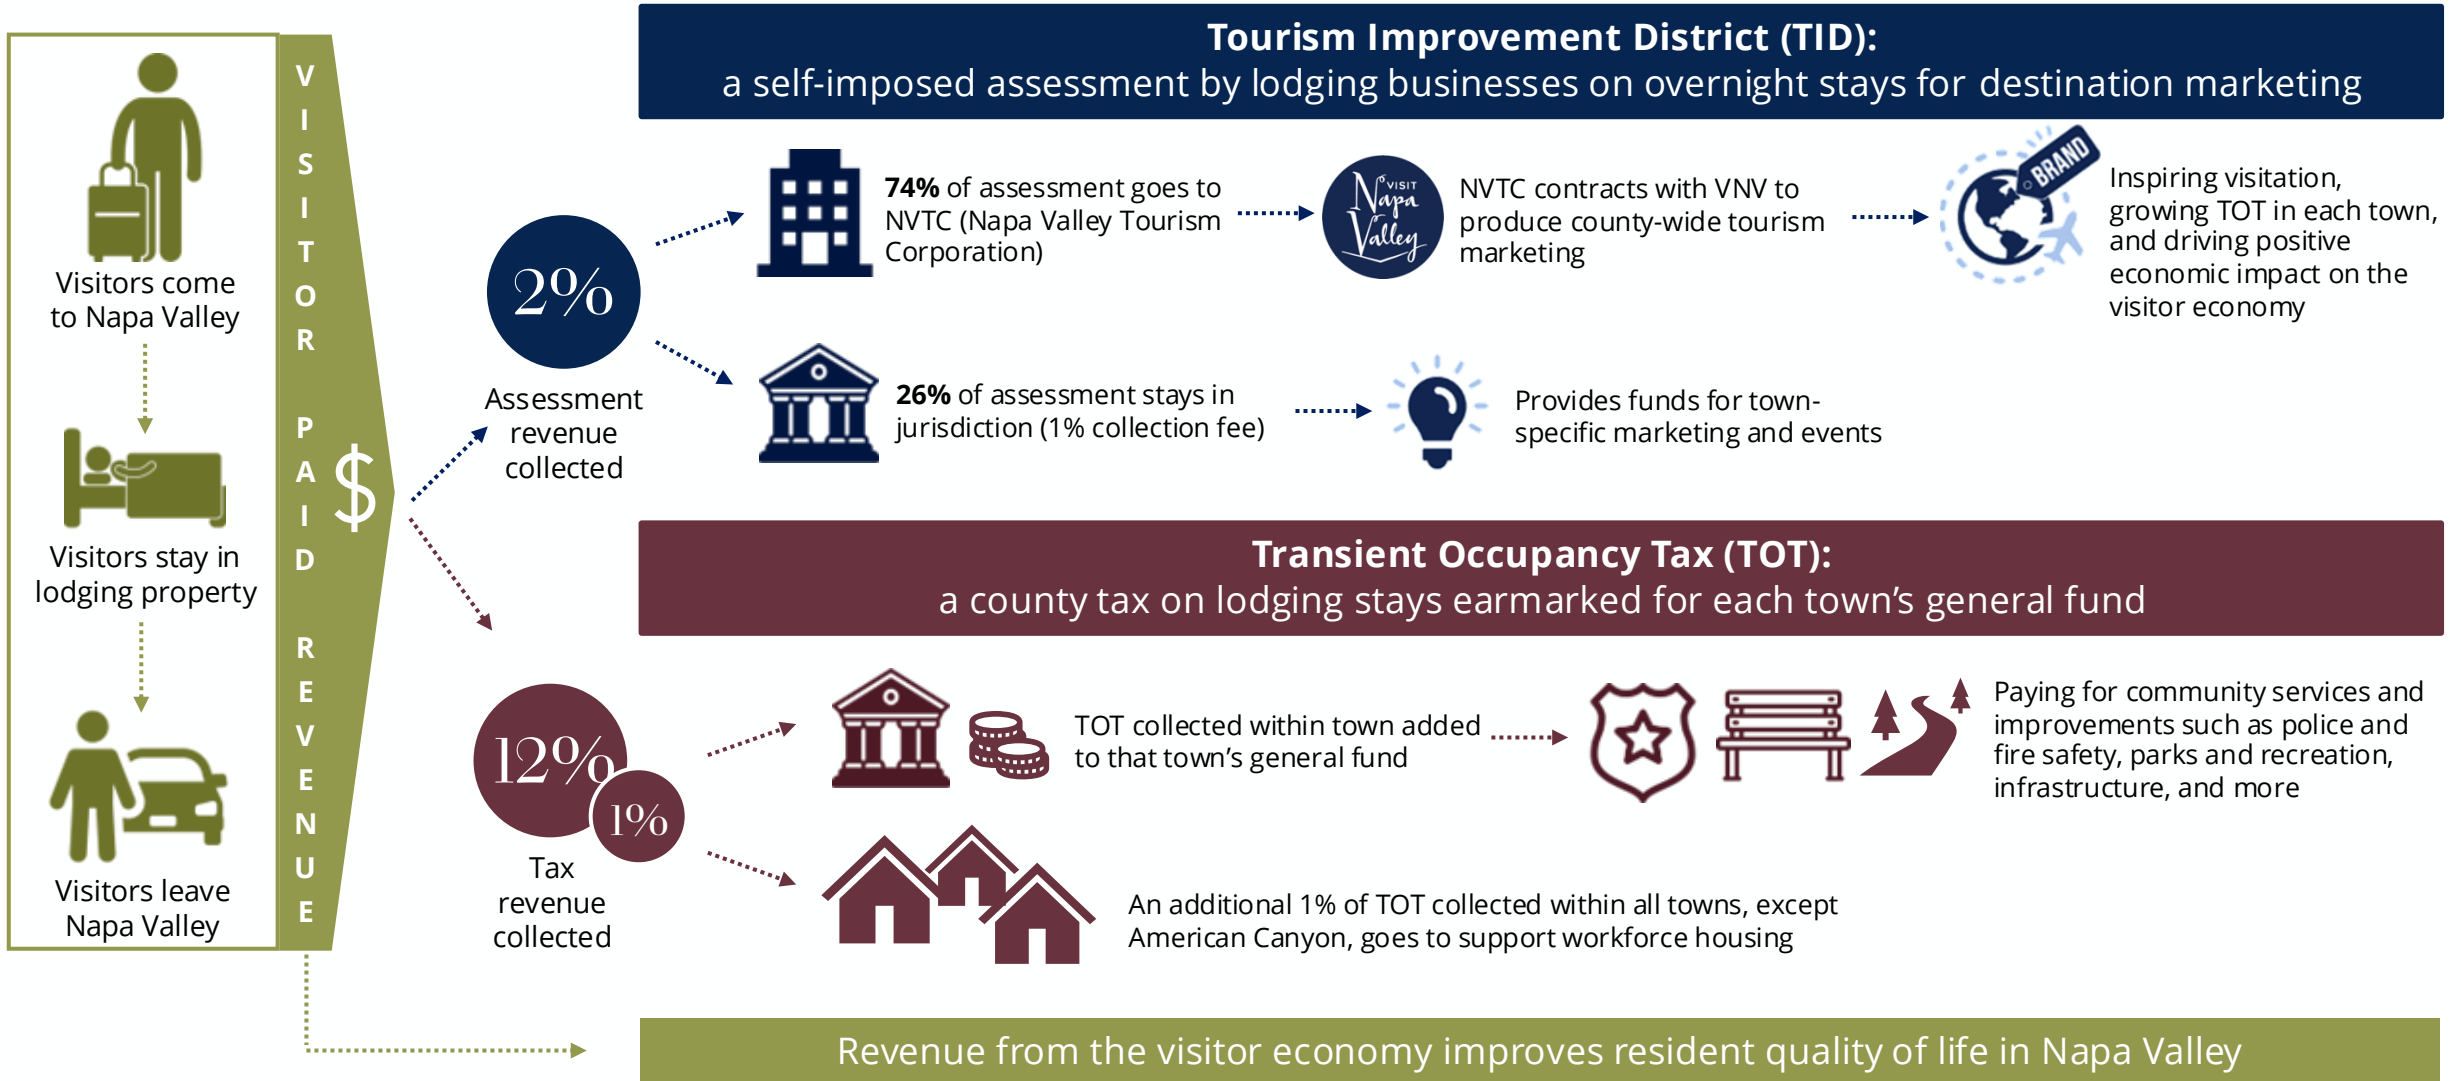 Tourism Improvement District (TID):
a self-imposed assessment by lodging businesses on overnight stays for destination marketing
Visitors come
to Napa Valley
Visitors stay in
lodging property
Visitors leave
Napa Valley
VISITOR PAID REVENUE
$
2%
Assessment
revenue
collected
74% of assessment goes to
NVTC (Napa Valley Tourism
Corporation)
VISIT
Napa
Valley
NVTC contracts with VNV to
produce county-wide tourism
marketing
BRAND
Inspiring visitation,
growing TOT in each town,
and driving positive
economic impact on the
visitor economy
26% of assessment stays in
jurisdiction (1% collection fee)
Provides funds for town-
specific marketing and events
Transient Occupancy Tax (TOT):
a county tax on lodging stays earmarked for each town’s general fund
12%
1%
Tax
revenue
collected
TOT collected within town added
to that town’s general fund
Paying for community services and
improvements such as police and
fire safety, parks and recreation,
infrastructure, and more
An additional 1% of TOT collected within all towns, except
American Canyon, goes to support workforce housing
Revenue from the visitor economy improves resident quality of life in Napa Valley